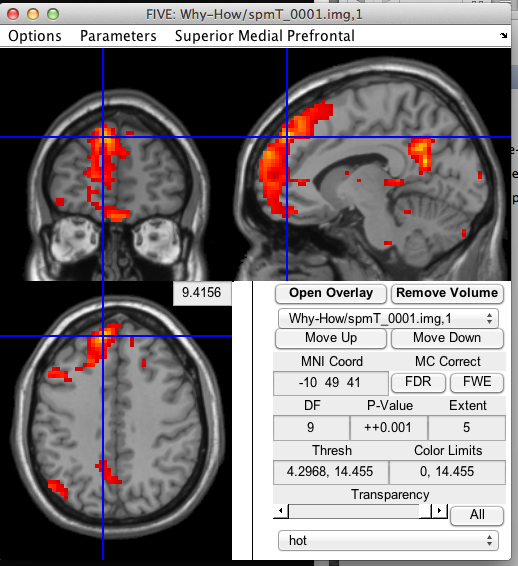 FIVE: Why-How/spmT_0001.img,1
Options Parameters Superior Medial Prefrontal
9.4156
Open Overlay Remove Volume
Why-How/spmT_0001.img,1
Move Up Move Down
MNI Coord MC Correct
-10 49 41 FDR FWE
DF P-Value Extent
9 ++0.001 5
Thresh Color Limits
4.2968, 14.455 0, 14.455
Transparency
All
hot